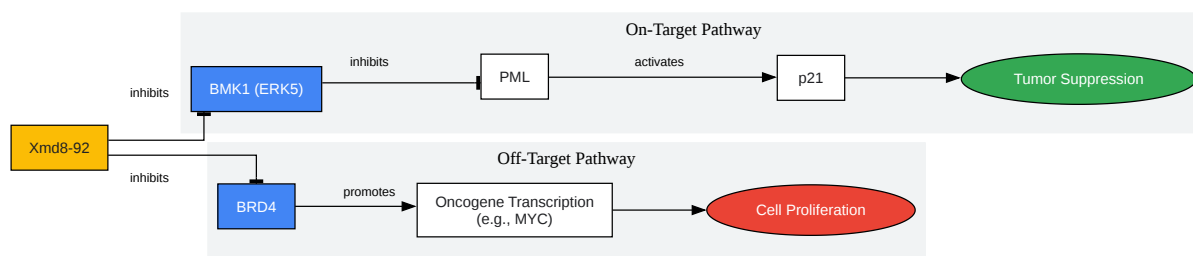 On-Target Pathway
inhibits
BMK1 (ERK5)
inhibits
PML
activates
p21
Tumor Suppression
Xmd8-92
inhibits
Off-Target Pathway
BRD4
promotes
Oncogene Transcription
(e.g., MYC)
Cell Proliferation